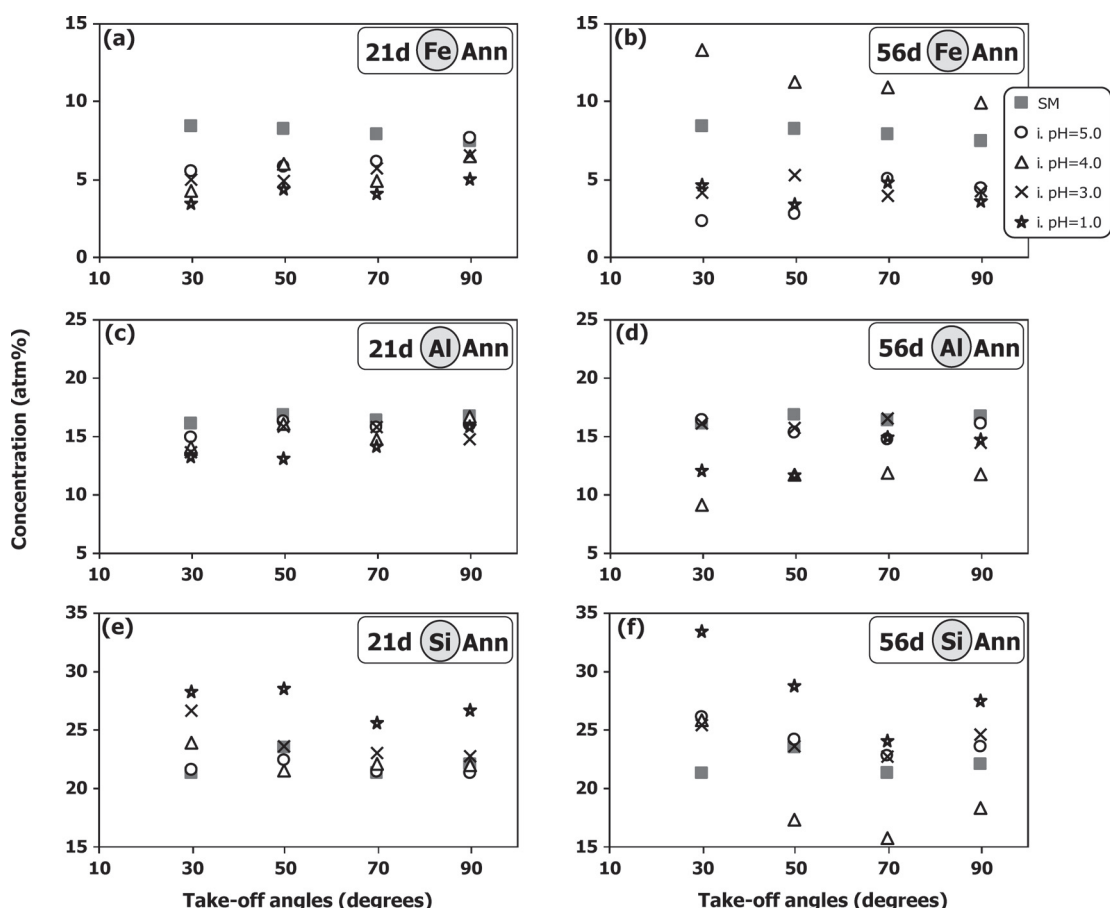 (a)
21d Fe Ann
15
10
5
0
10 30 50 70 90
(b)
56d Fe Ann
15
10
5
0
10 30 50 70 90
SM
i. pH=5.0
i. pH=4.0
i. pH=3.0
i. pH=1.0
Concentration (atm%)
(c)
21d Al Ann
25
20
15
10
5
10 30 50 70 90
(d)
56d Al Ann
25
20
15
10
5
10 30 50 70 90
(e)
21d Si Ann
35
30
25
20
15
10 30 50 70 90
Take-off angles (degrees)
(f)
56d Si Ann
35
30
25
20
15
10 30 50 70 90
Take-off angles (degrees)